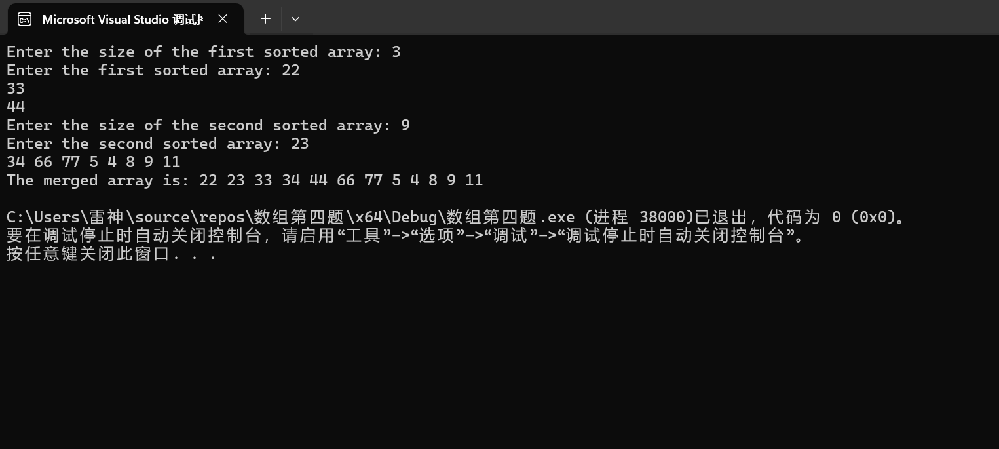 Microsoft Visual Studio 调试
Enter the size of the first sorted array: 3
Enter the first sorted array: 22
33
44
Enter the size of the second sorted array: 9
Enter the second sorted array: 23
34 66 77 5 4 8 9 11
The merged array is: 22 23 33 34 44 66 77 5 4 8 9 11
C:\Users\雷神\source\repos\数组第四题\x64\Debug\数组第四题.exe (进程 38000)已退出，代码为 0 (0x0)。
要在调试停止时自动关闭控制台，请启用“工具”->“选项”->“调试”->“调试停止时自动关闭控制台”。
按任意键关闭此窗口. . .